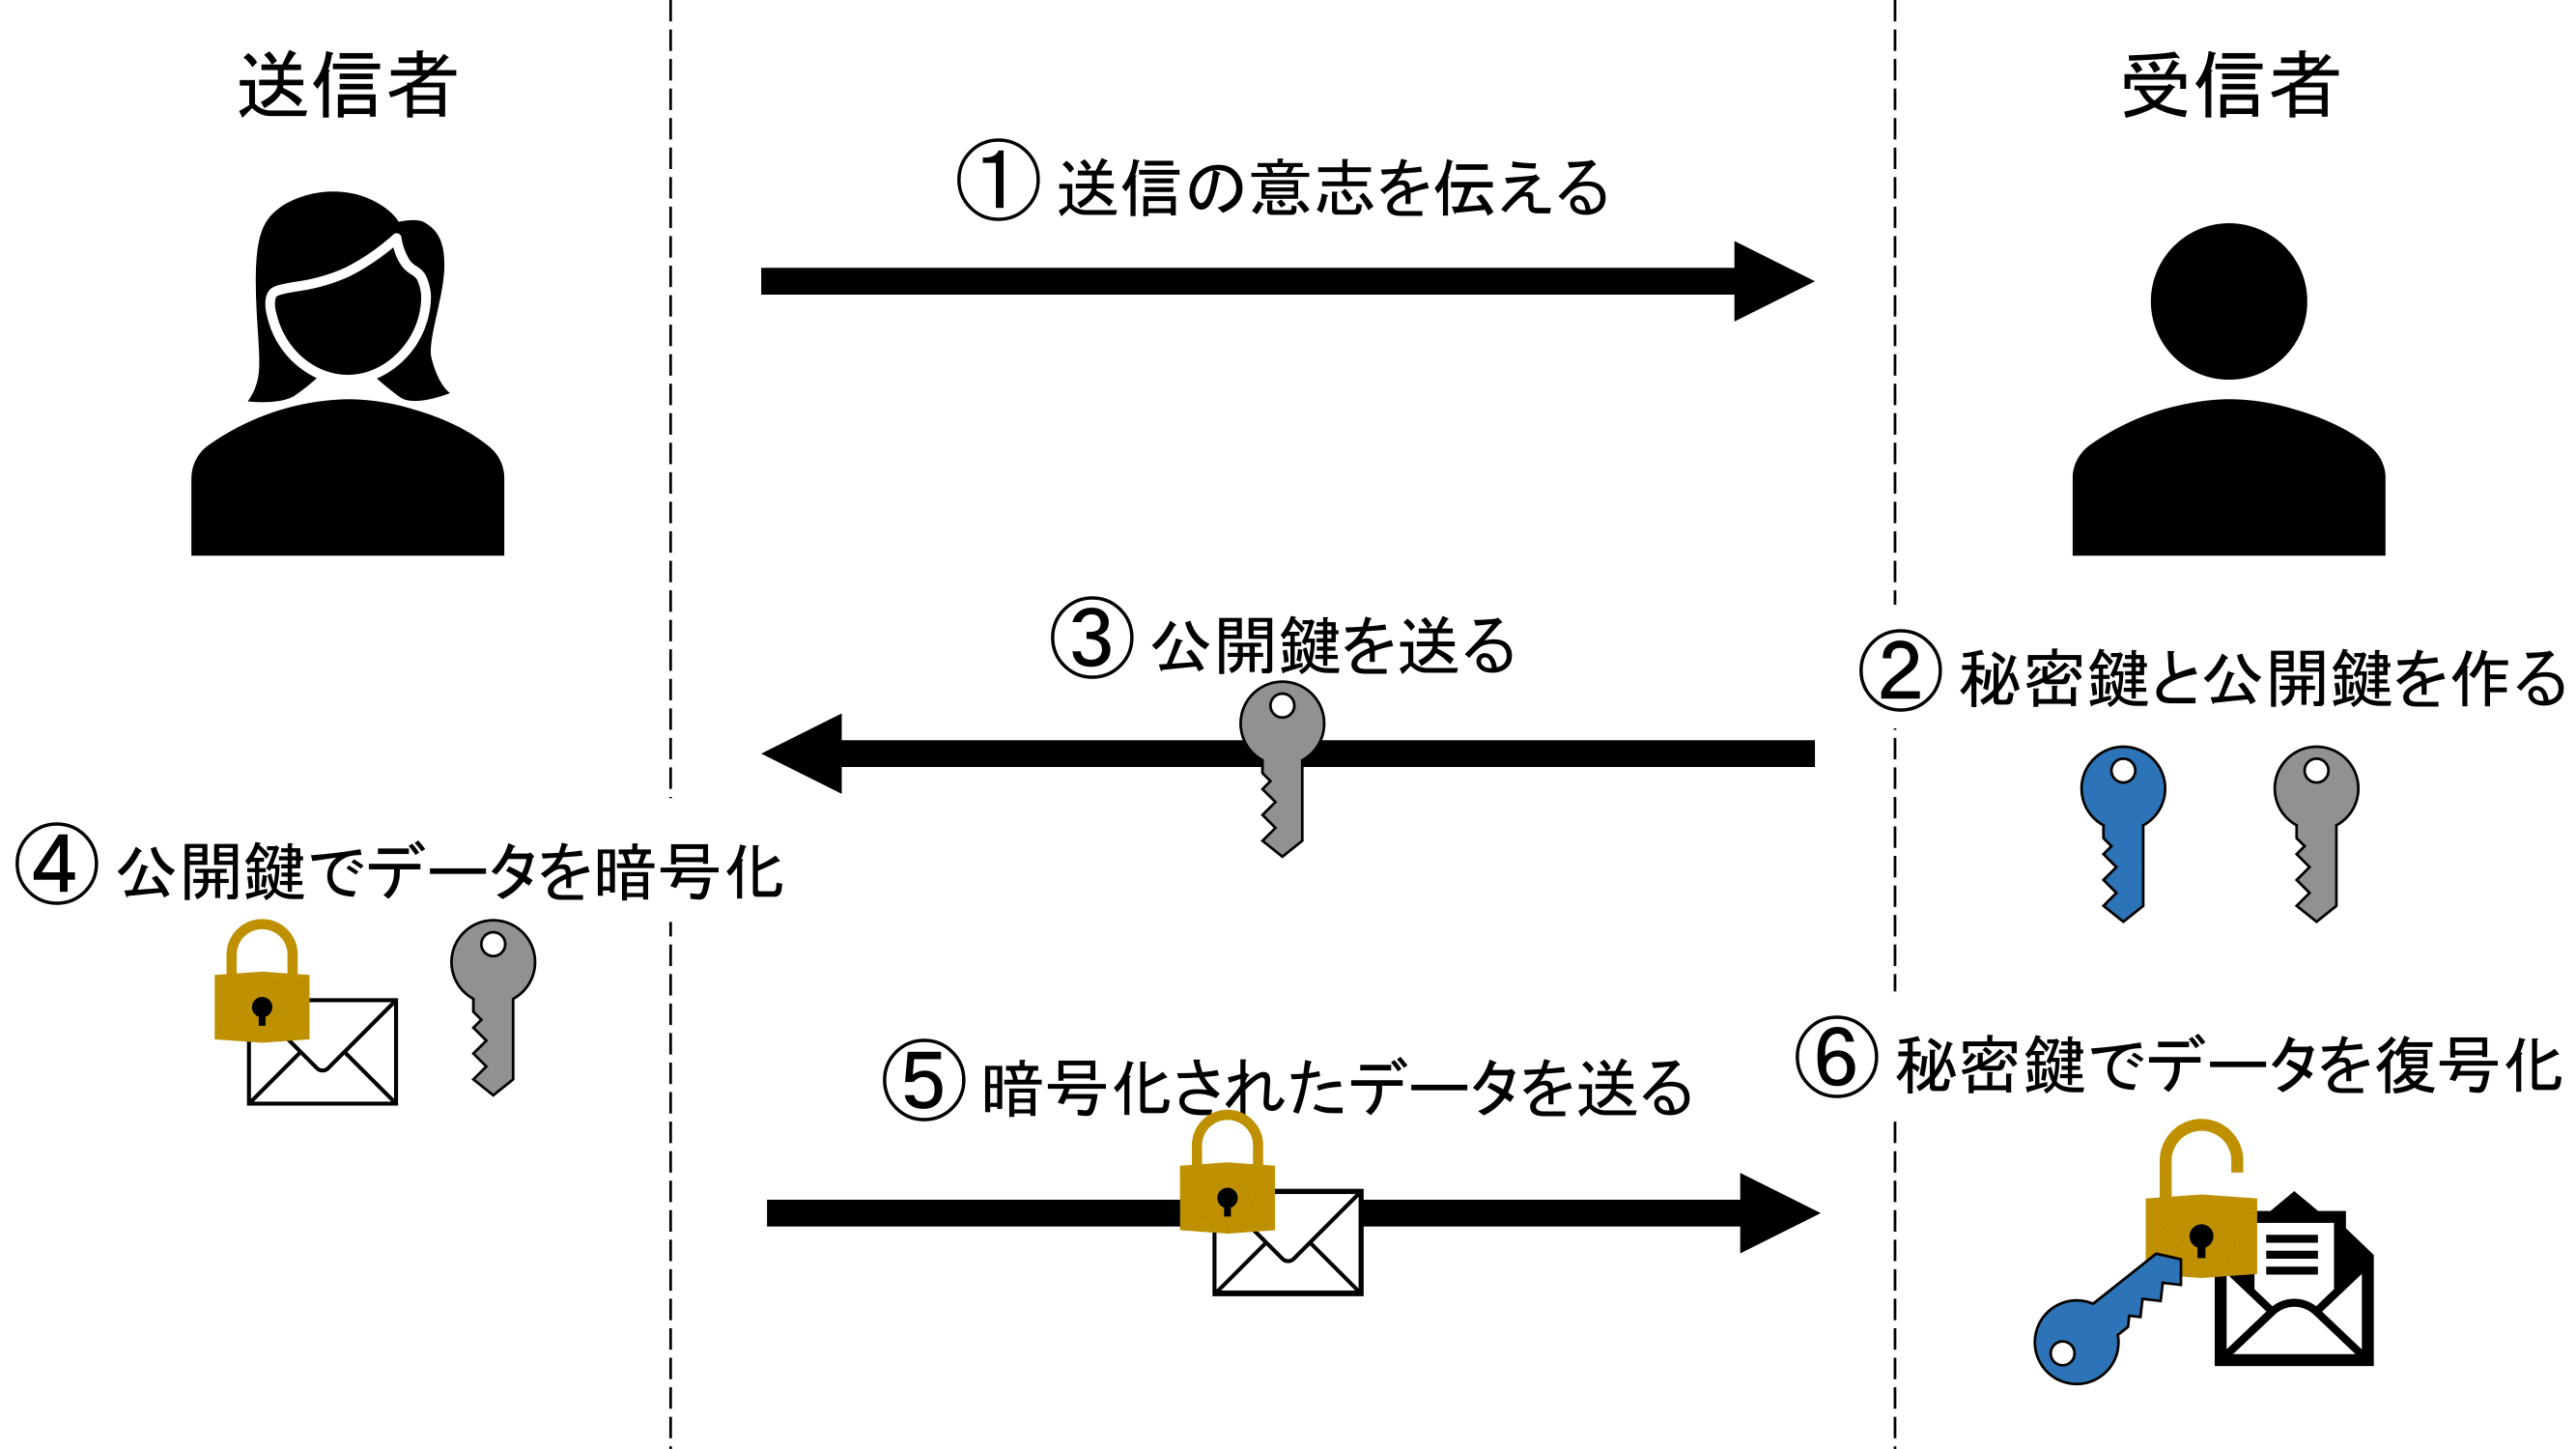 送信者
受信者
① 送信の意志を伝える
② 秘密鍵と公開鍵を作る
③ 公開鍵を送る
④ 公開鍵でデータを暗号化
⑤ 暗号化されたデータを送る
⑥ 秘密鍵でデータを復号化